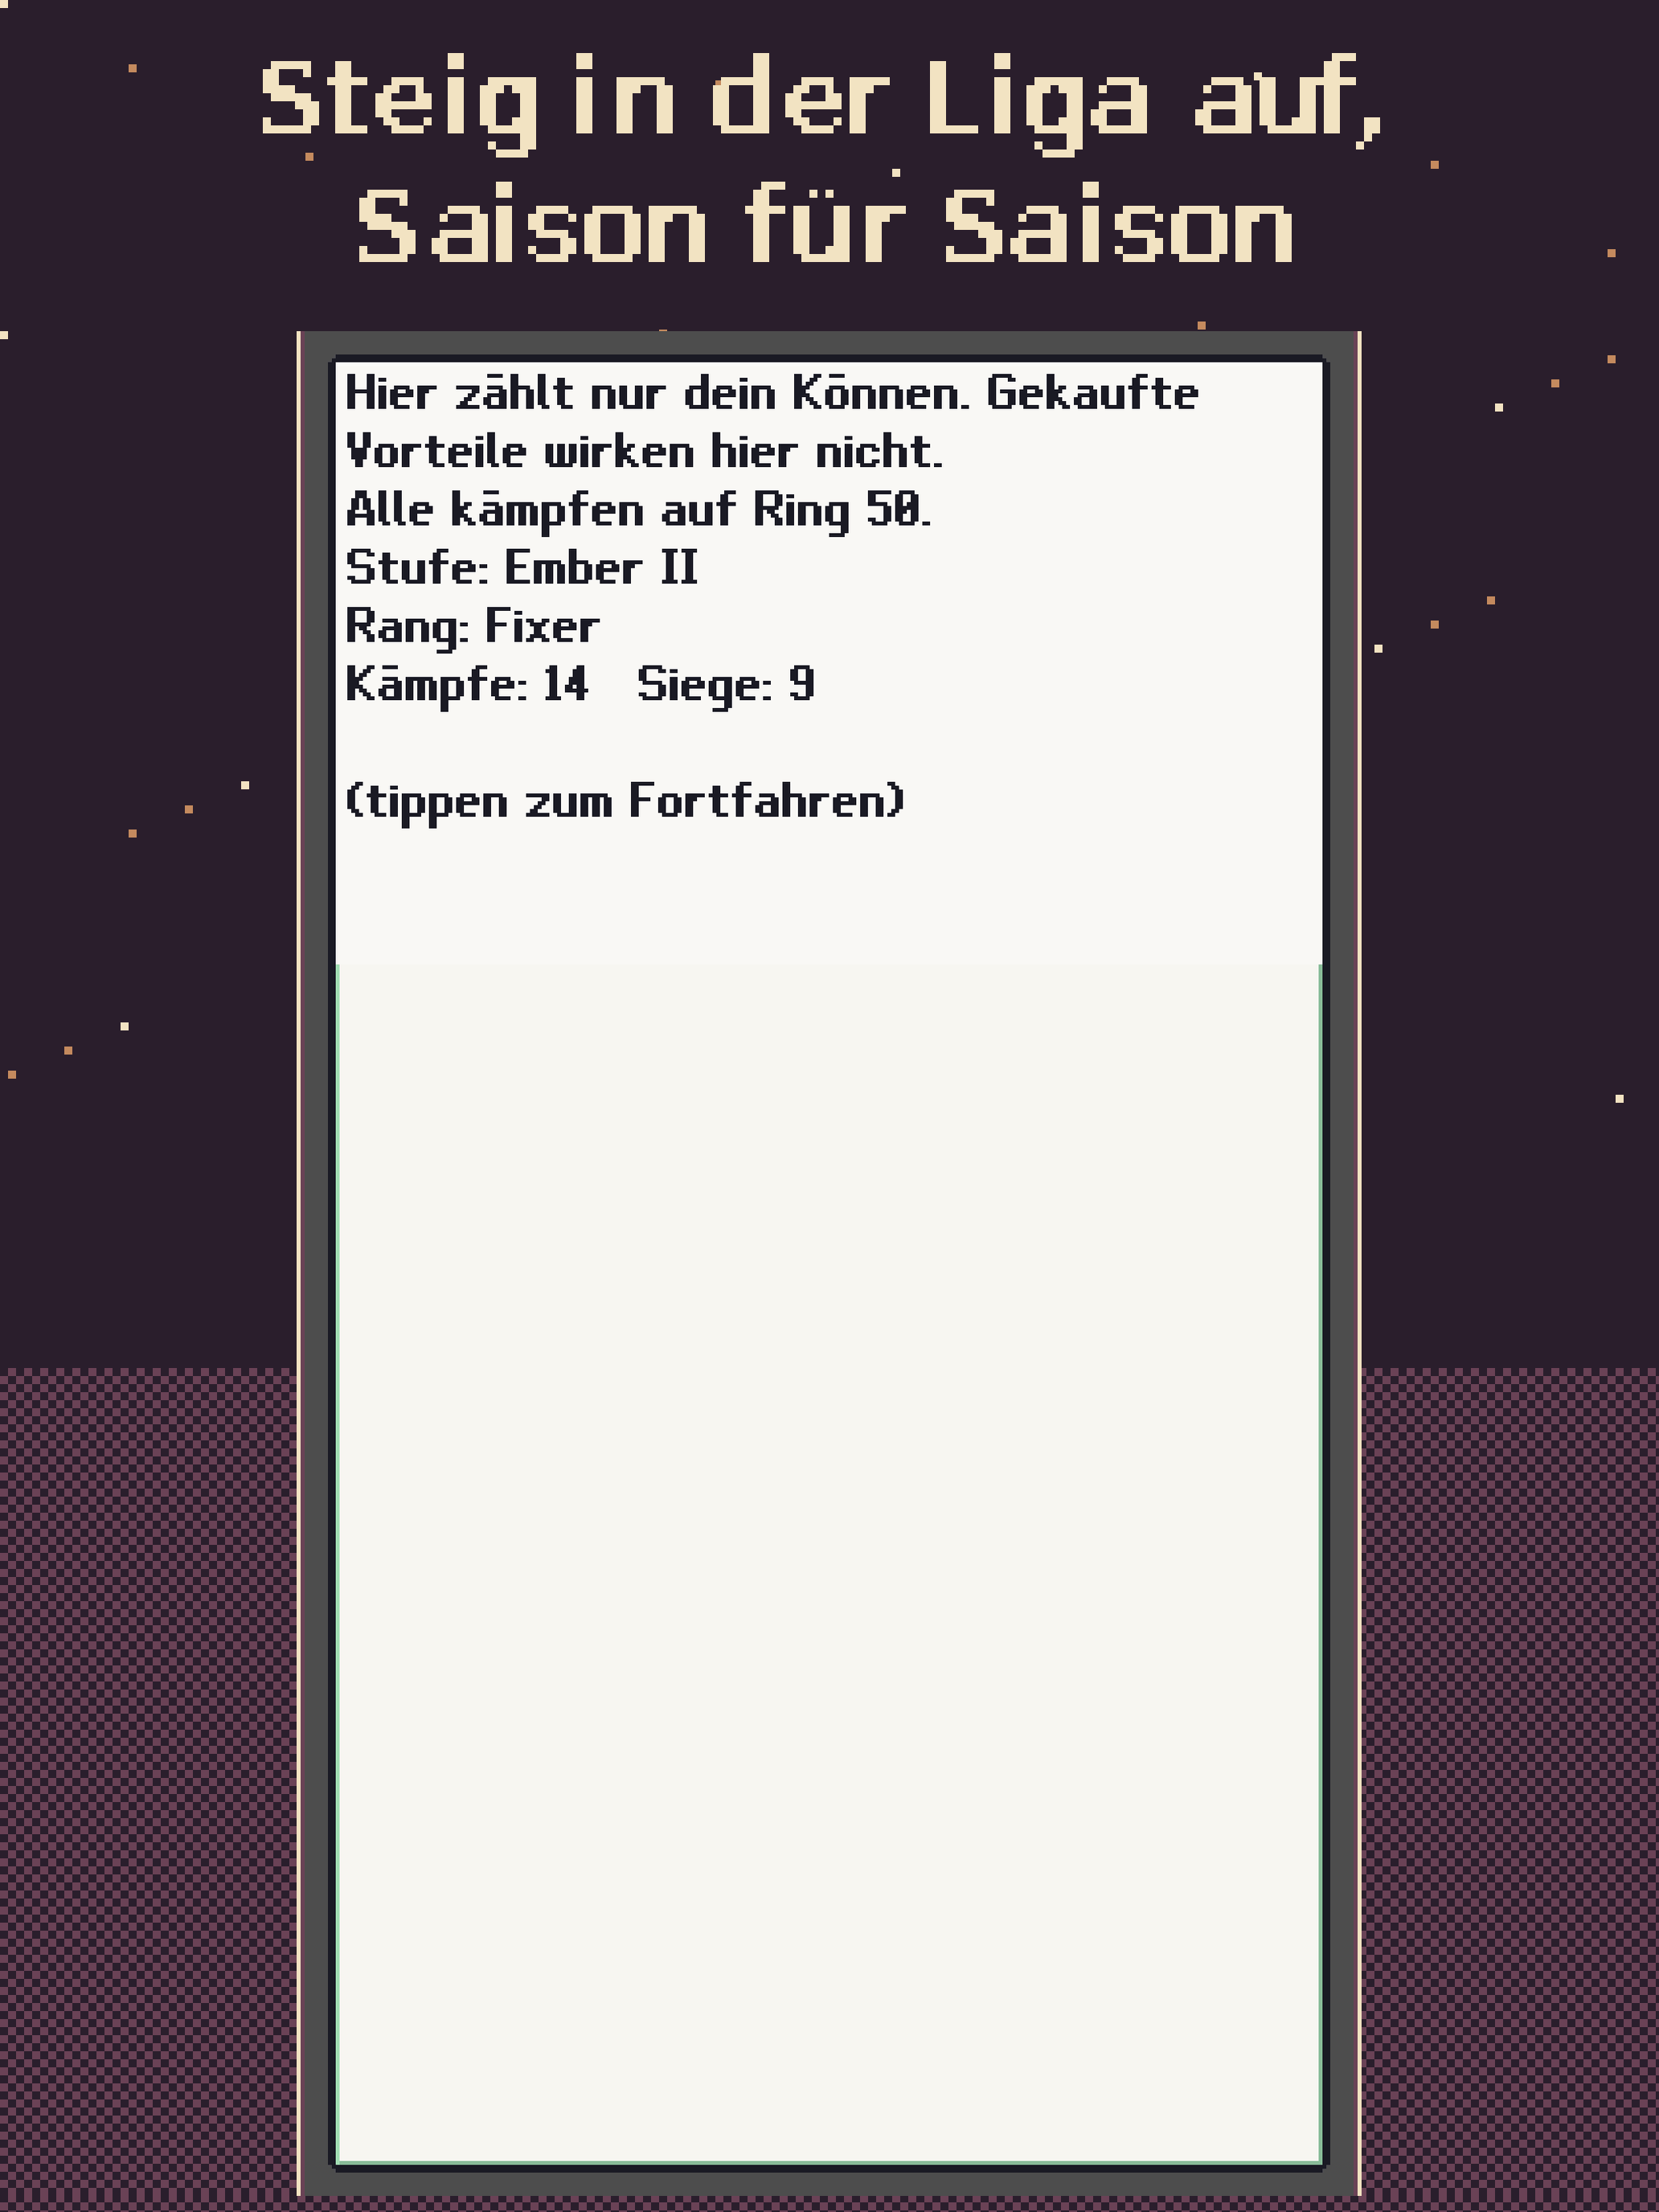 Steig in der Liga auf,
Saison für Saison
Hier zählt nur dein Können. Gekaufte
Vorteile wirken hier nicht.
Alle kämpfen auf Ring 50.
Stufe: Ember II
Rang: Fixer
Kämpfe: 14 Siege: 9
(tippen zum Fortfahren)